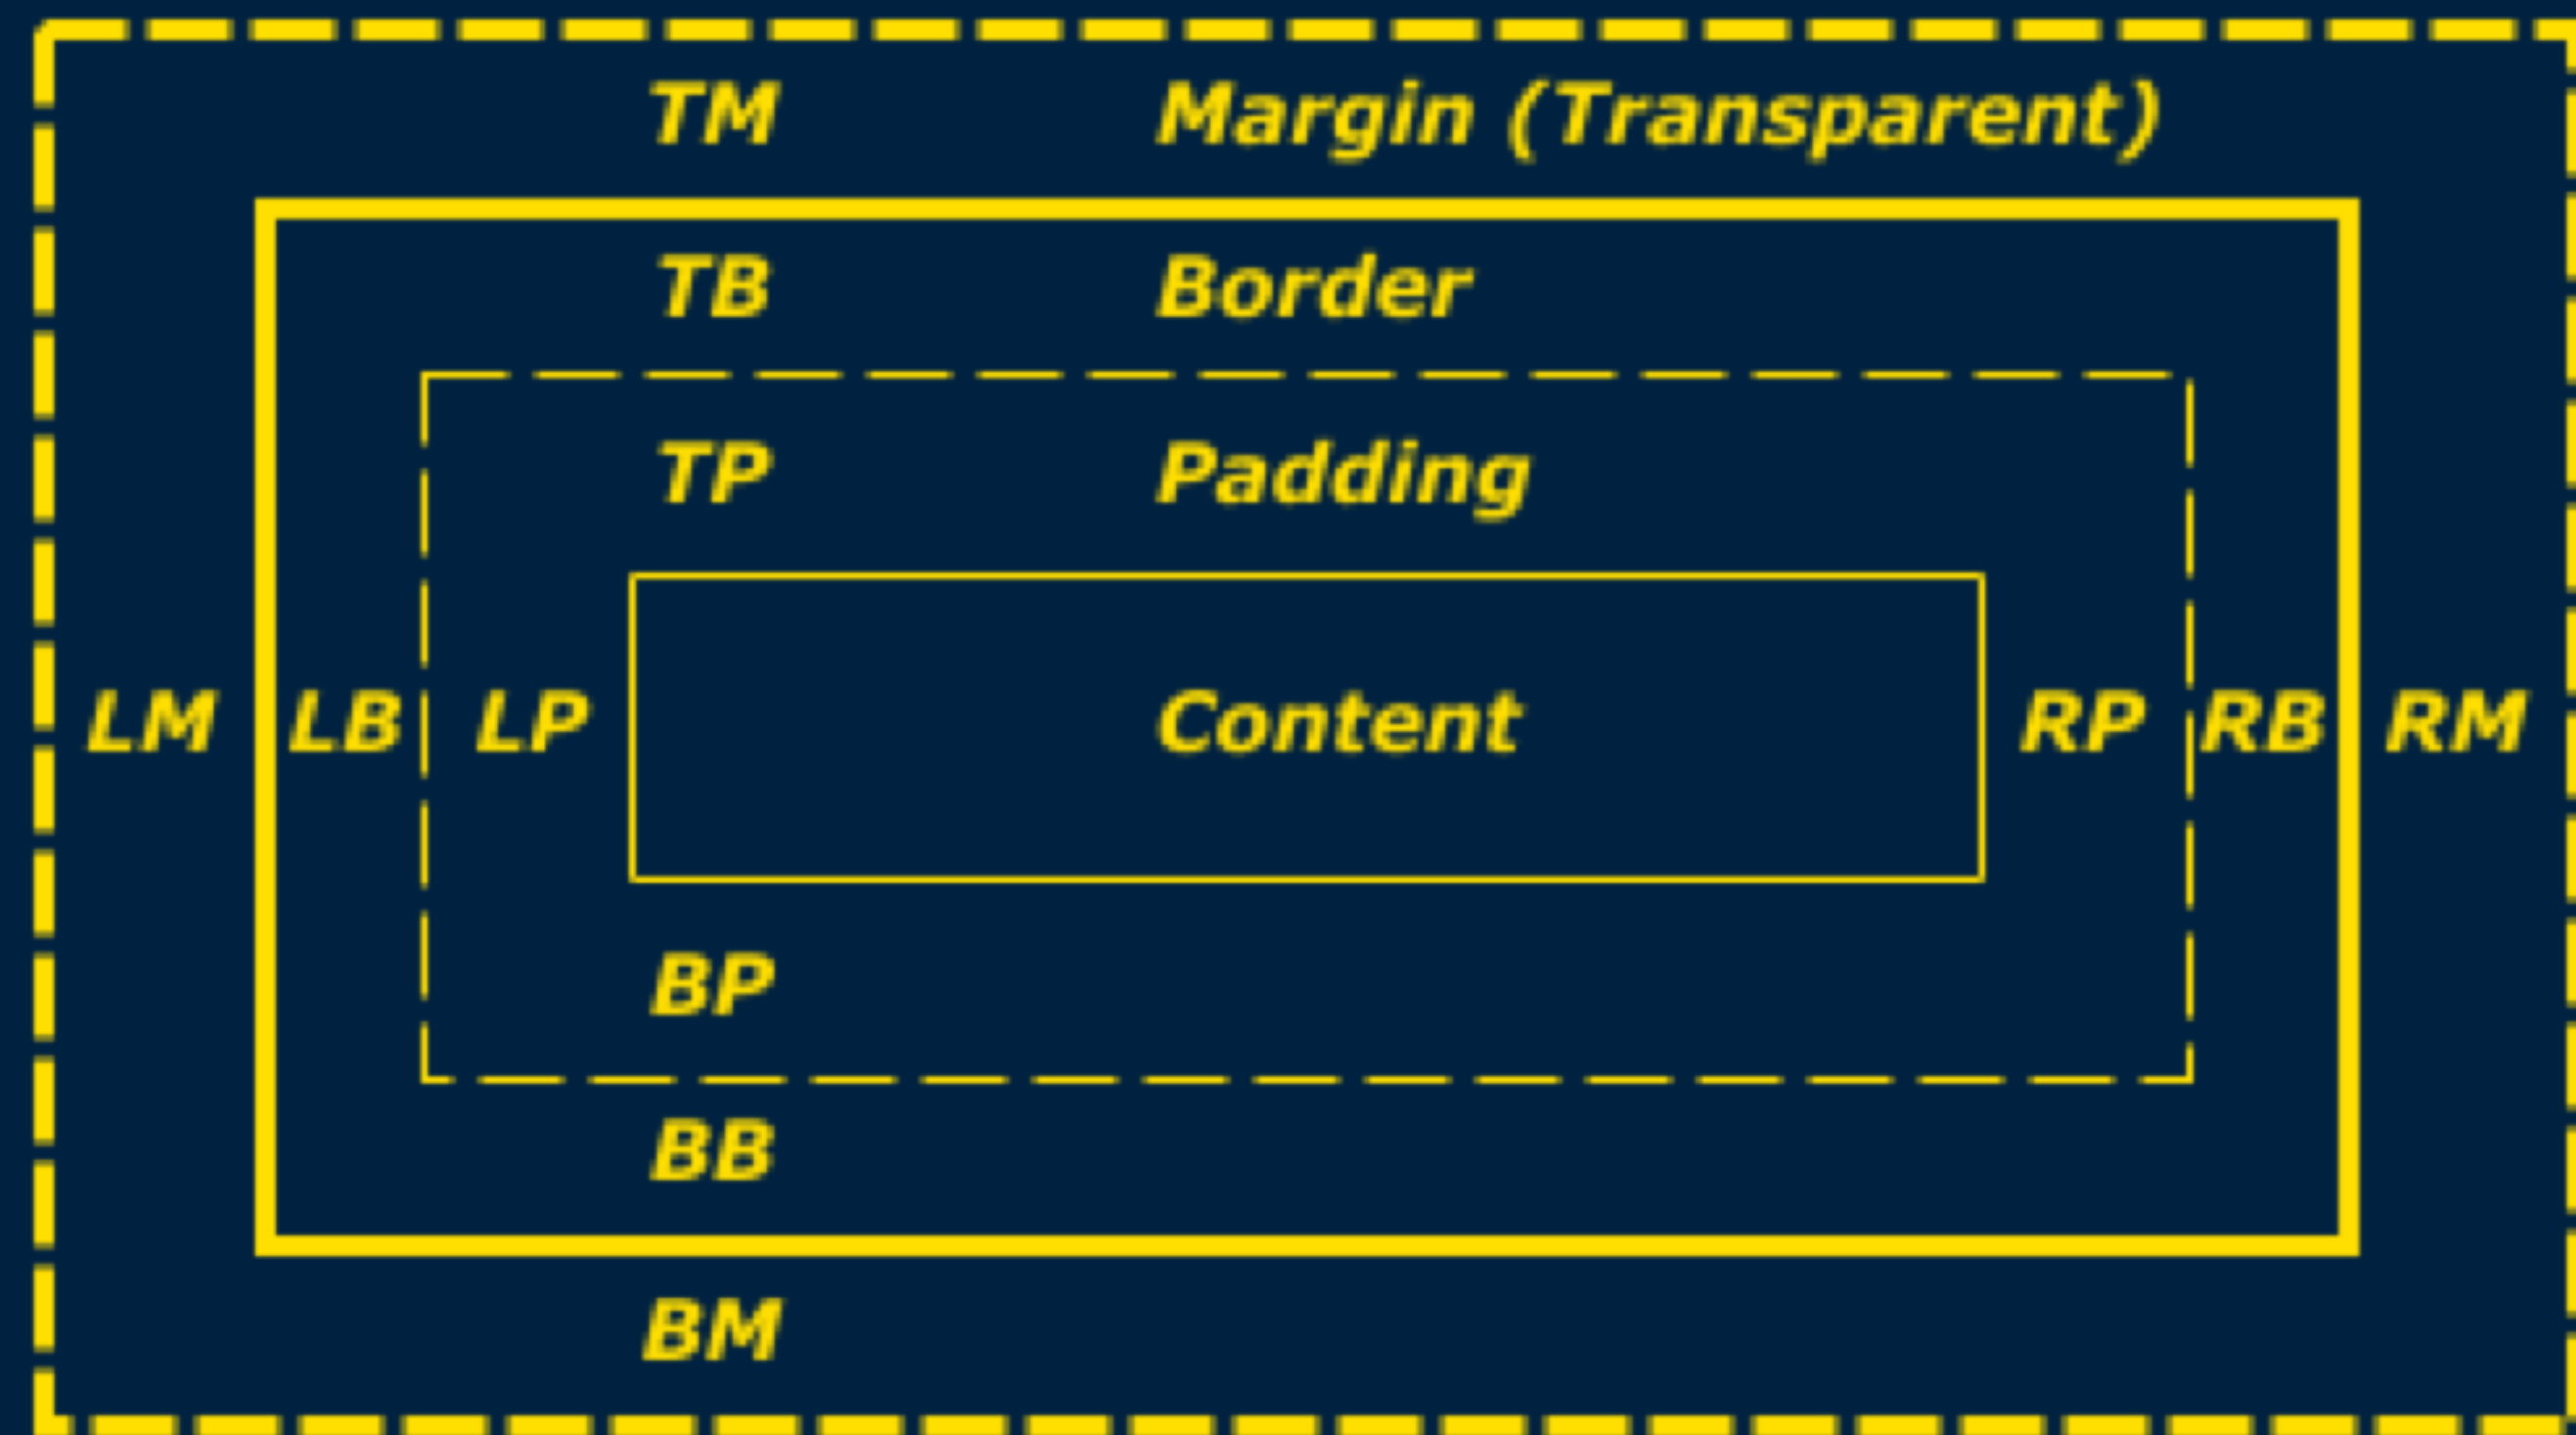 TM Margin (Transparent)
TB Border
TP Padding
LM LB LP Content RP RB RM
BP
BB
BM